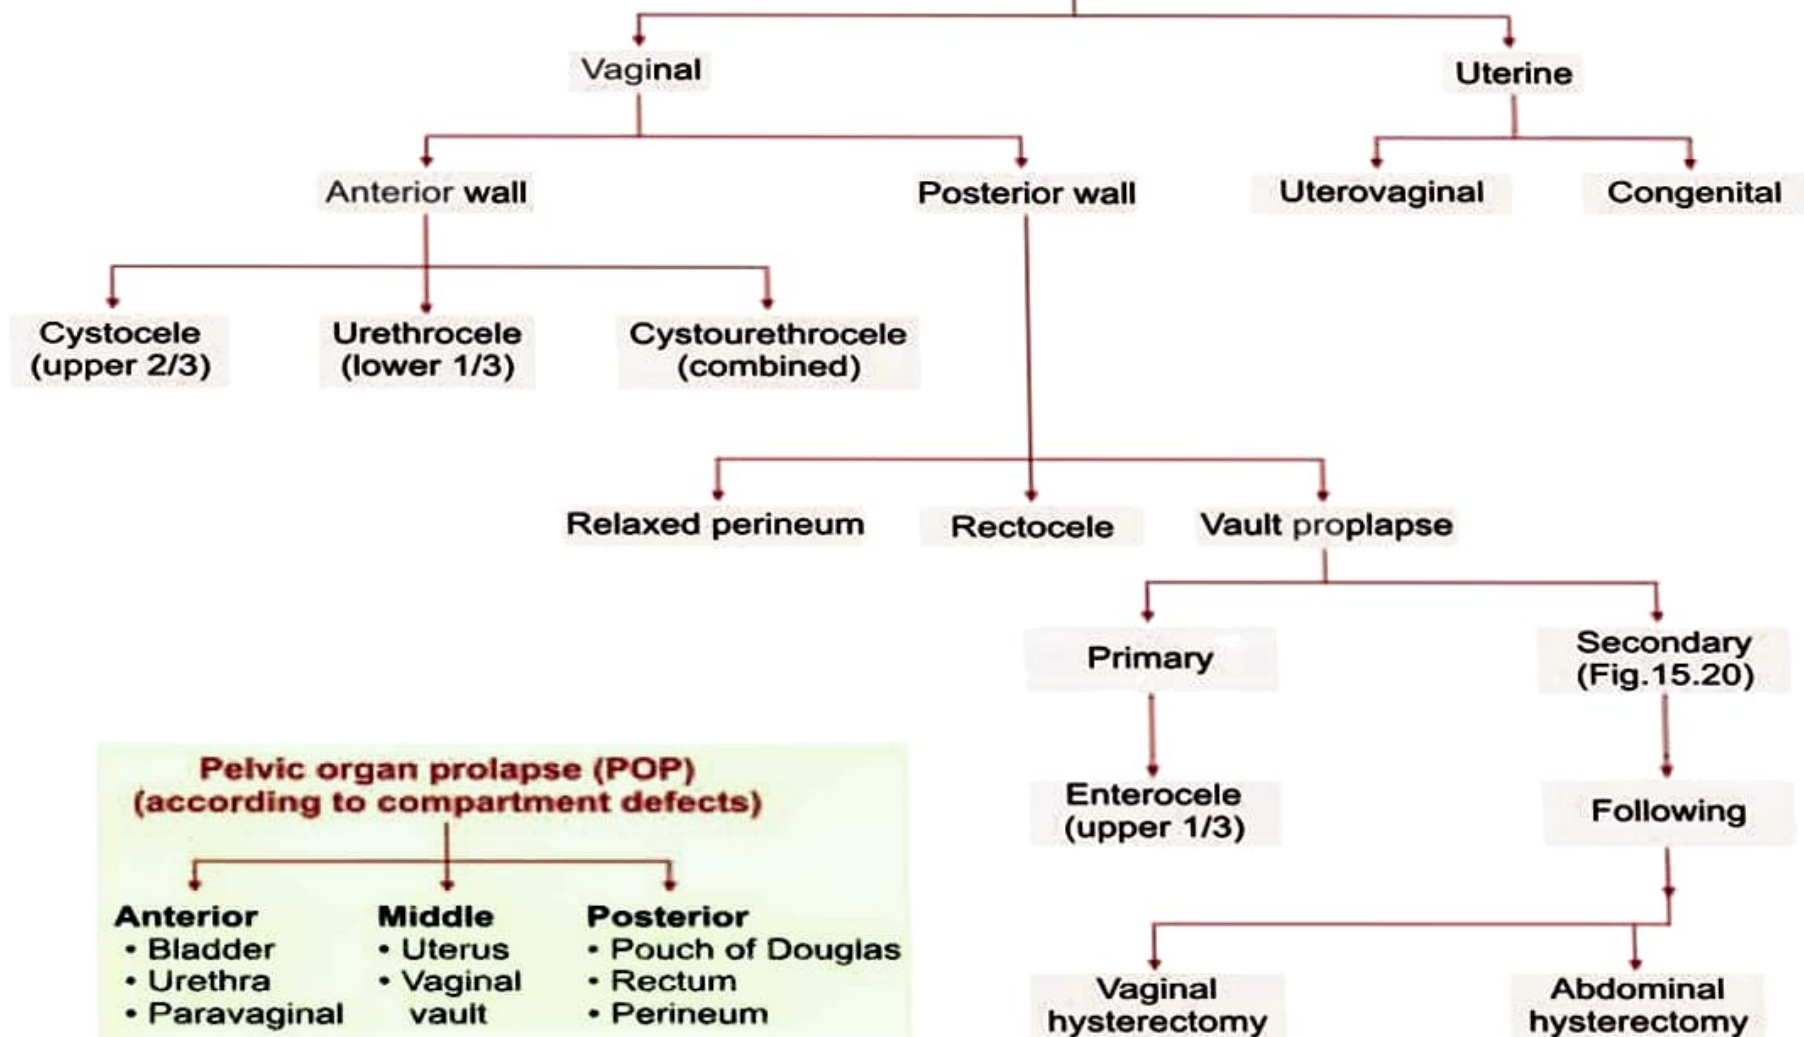 Vaginal
Uterine
Anterior wall
Posterior wall
Uterovaginal
Congenital
Cystocele
(upper 2/3)
Urethrocele
(lower 1/3)
Cystourethrocele
(combined)
Relaxed perineum
Rectocele
Vault proplapse
Primary
Secondary
(Fig.15.20)
Enterocele
(upper 1/3)
Following
Vaginal
hysterectomy
Abdominal
hysterectomy
Pelvic organ prolapse (POP)
(according to compartment defects)
Anterior
• Bladder
• Urethra
• Paravaginal
Middle
• Uterus
• Vaginal
vault
Posterior
• Pouch of Douglas
• Rectum
• Perineum